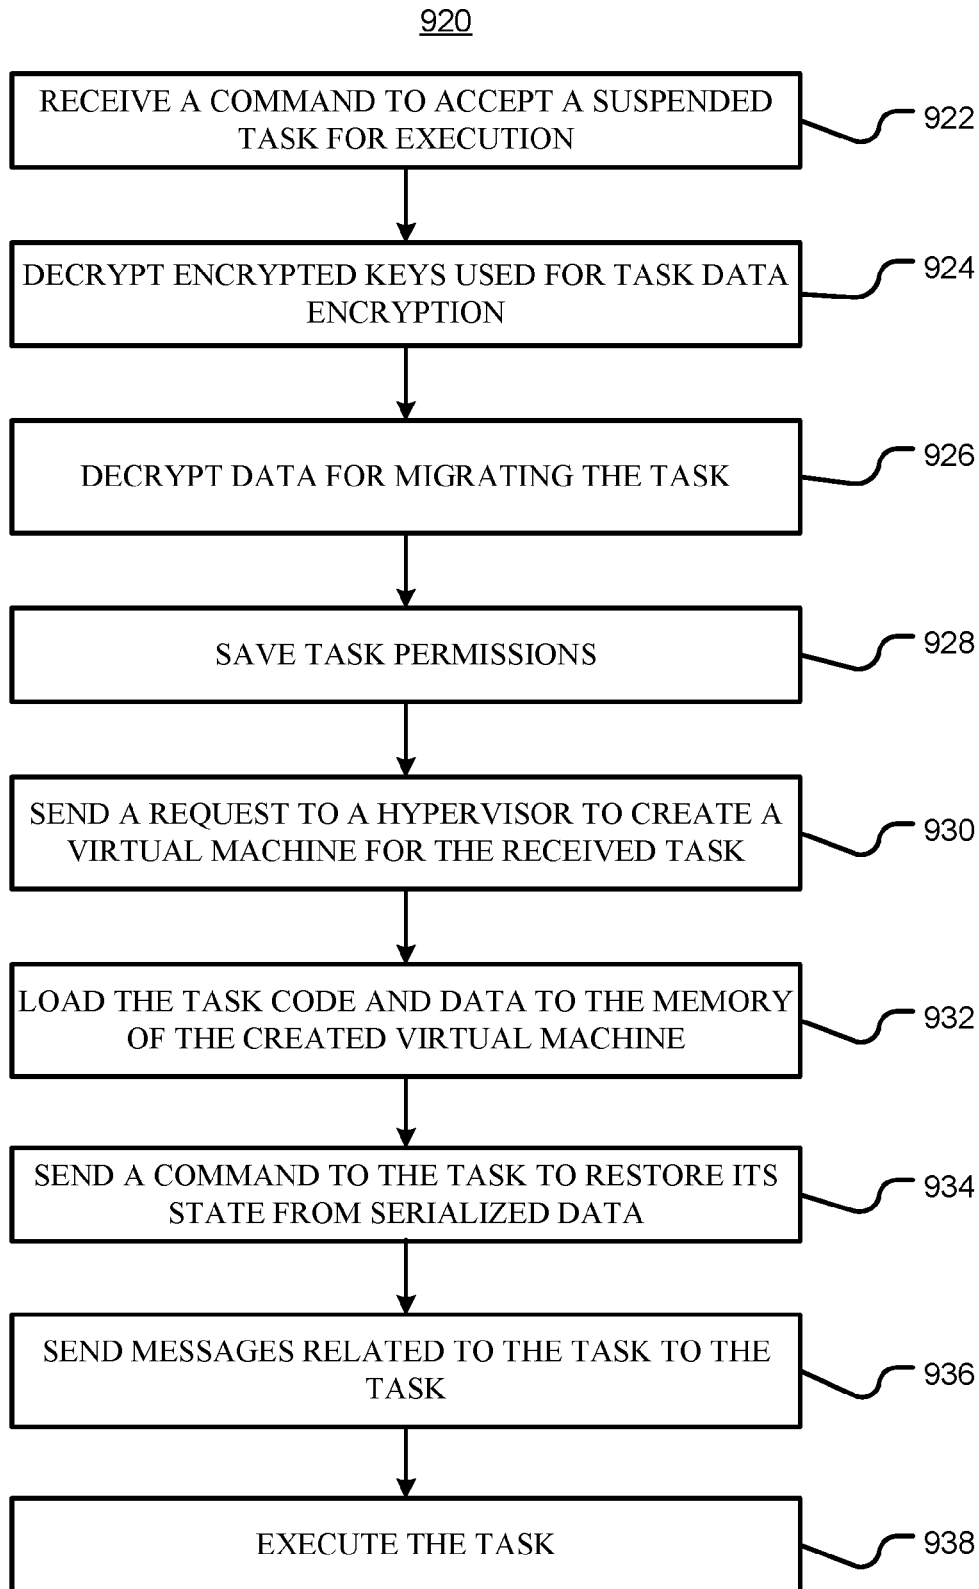 920
RECEIVE A COMMAND TO ACCEPT A SUSPENDED
TASK FOR EXECUTION
922
DECRYPT ENCRYPTED KEYS USED FOR TASK DATA
ENCRYPTION
924
DECRYPT DATA FOR MIGRATING THE TASK
926
SAVE TASK PERMISSIONS
928
SEND A REQUEST TO A HYPERVISOR TO CREATE A
VIRTUAL MACHINE FOR THE RECEIVED TASK
930
LOAD THE TASK CODE AND DATA TO THE MEMORY
OF THE CREATED VIRTUAL MACHINE
932
SEND A COMMAND TO THE TASK TO RESTORE ITS
STATE FROM SERIALIZED DATA
934
SEND MESSAGES RELATED TO THE TASK TO THE
TASK
936
EXECUTE THE TASK
938